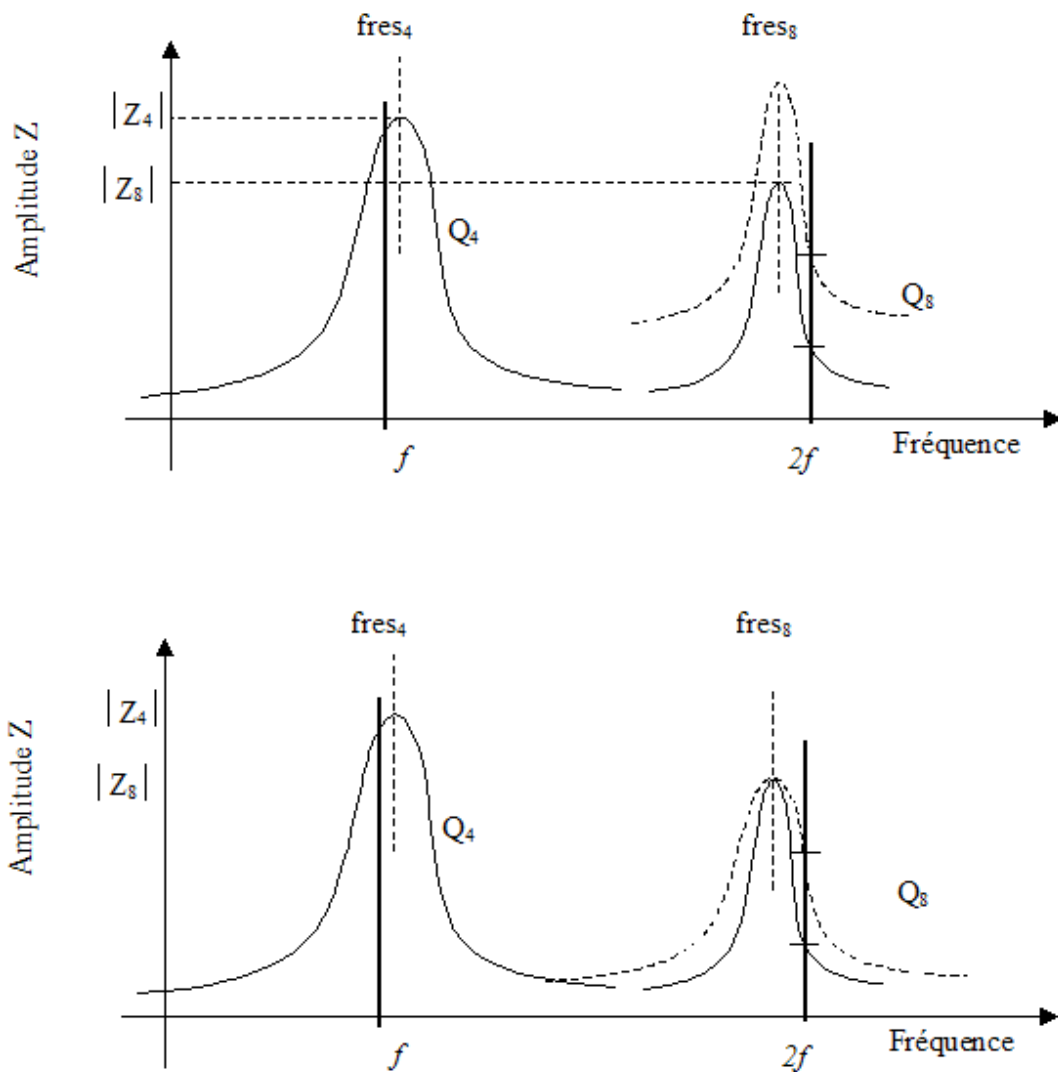 fres₄ fres₈
|Z₄|
|Z₈|
Amplitude Z
Q₄
Q₈
f 2f Fréquence
fres₄ fres₈
|Z₄|
|Z₈|
Amplitude Z
Q₄
Q₈
f 2f Fréquence